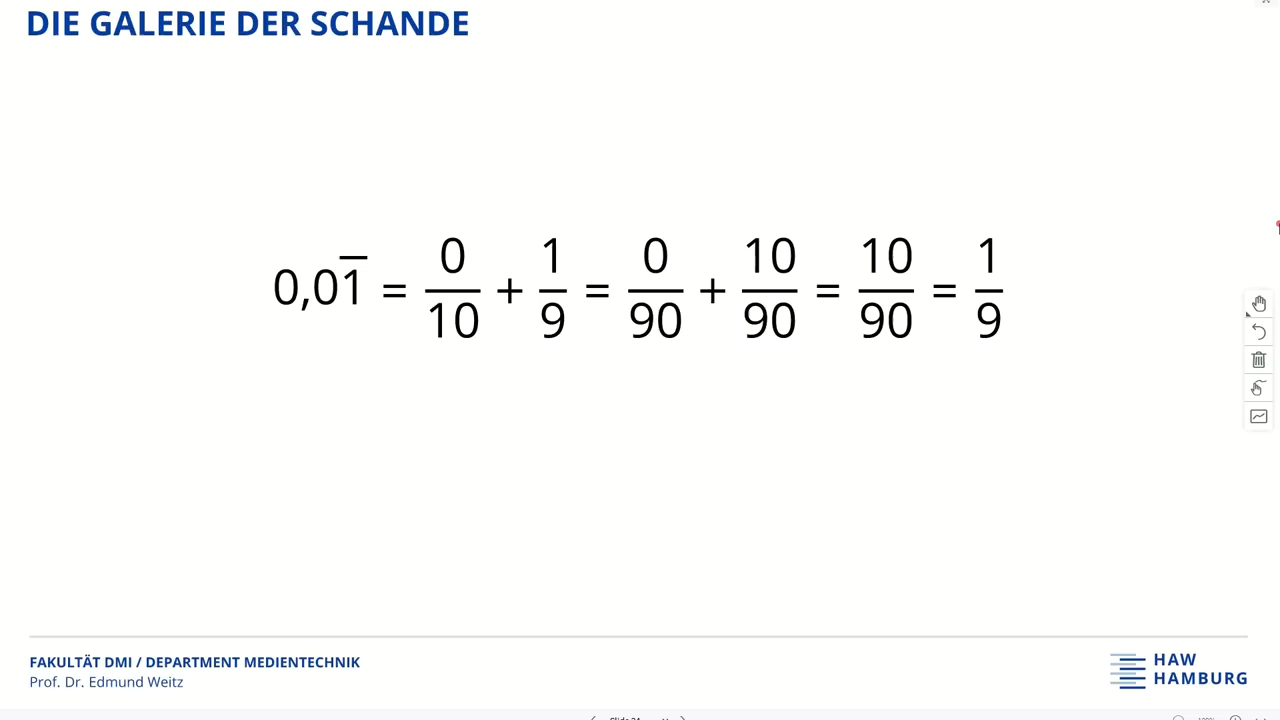 DIE GALERIE DER SCHANDE
0,01̅ = 0/10 + 1/9 = 0/90 + 10/90 = 10/90 = 1/9
FAKULTÄT DMI / DEPARTMENT MEDIENTECHNIK
Prof. Dr. Edmund Weitz
HAW
HAMBURG